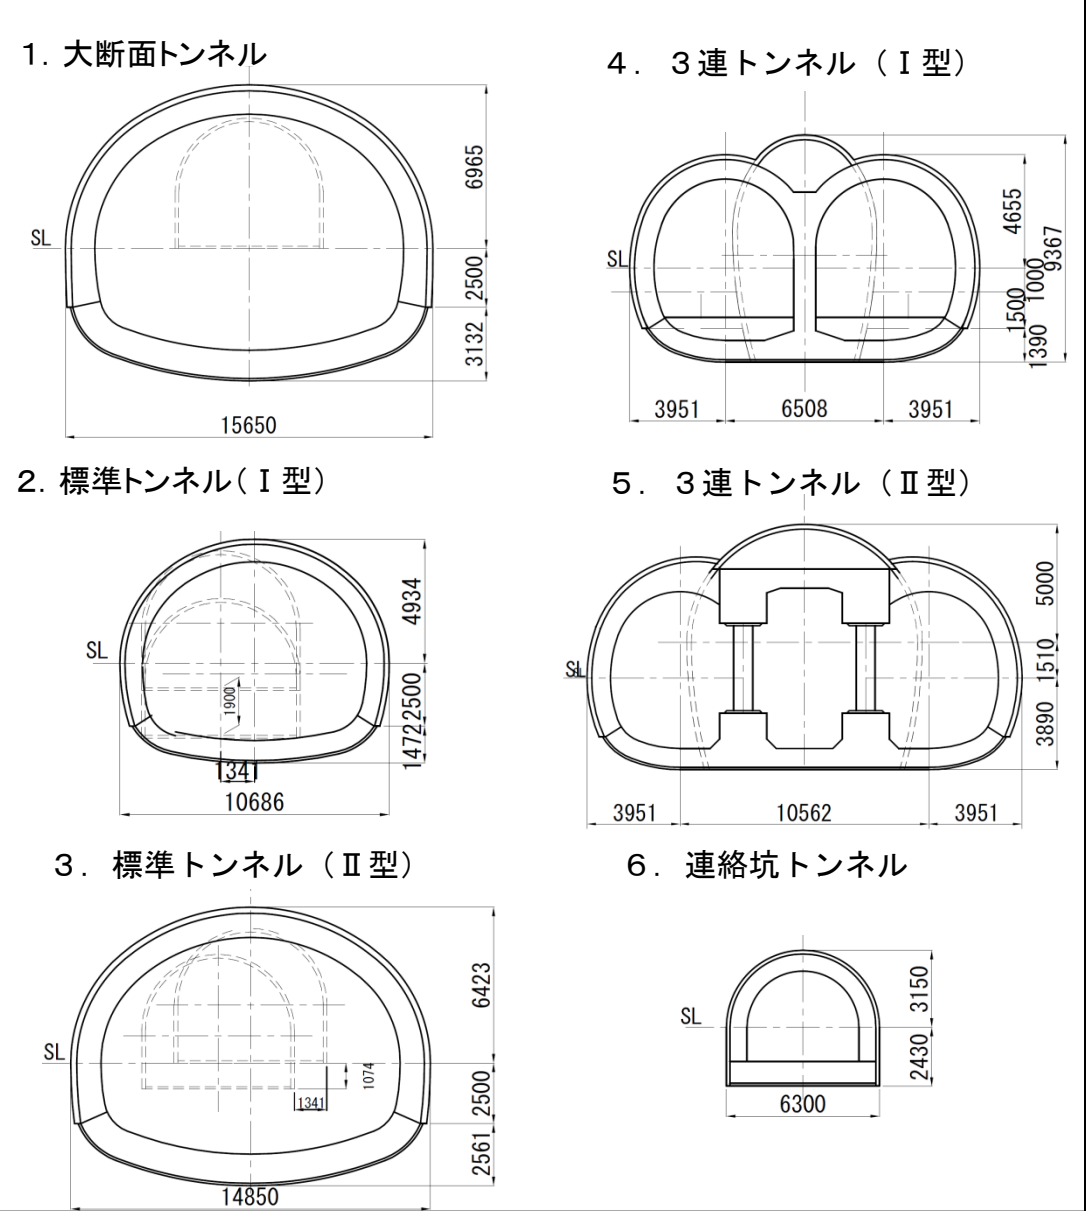 1. 大断面トンネル
6965
SL
2500
3132
15650
2. 標準トンネル(Ⅰ型)
4934
SL
1900
2500
1472
1341
10686
3. 標準トンネル(Ⅱ型)
6423
SL
1074
1341
2500
2561
14850
4. 3連トンネル(Ⅰ型)
4655
9367
SL
1000
1500
1390
3951
6508
3951
5. 3連トンネル(Ⅱ型)
5000
1510
SL
3890
3951
10562
3951
6. 連絡坑トンネル
3150
SL
2430
6300